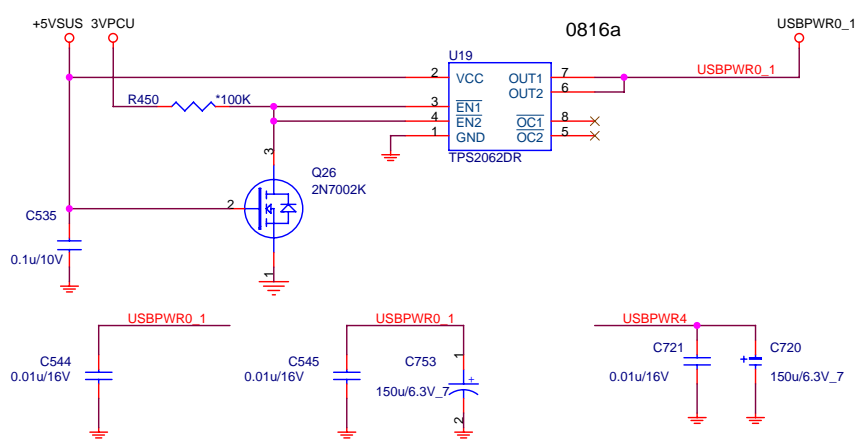 +5VSUS 3VPCU
0816a
USBPWR0_1
U19
2 VCC OUT1 7
OUT2 6
USBPWR0_1
R450 *100K
3 EN1
4 EN2 OC1 8
1 GND OC2 5
TPS2062DR
3
Q26
2N7002K
2
C535
0.1u/10V
1
USBPWR0_1
USBPWR0_1
USBPWR4
C544
0.01u/16V
C545
0.01u/16V
1
C753
+
150u/6.3V_7
2
C721
0.01u/16V
+
C720
150u/6.3V_7